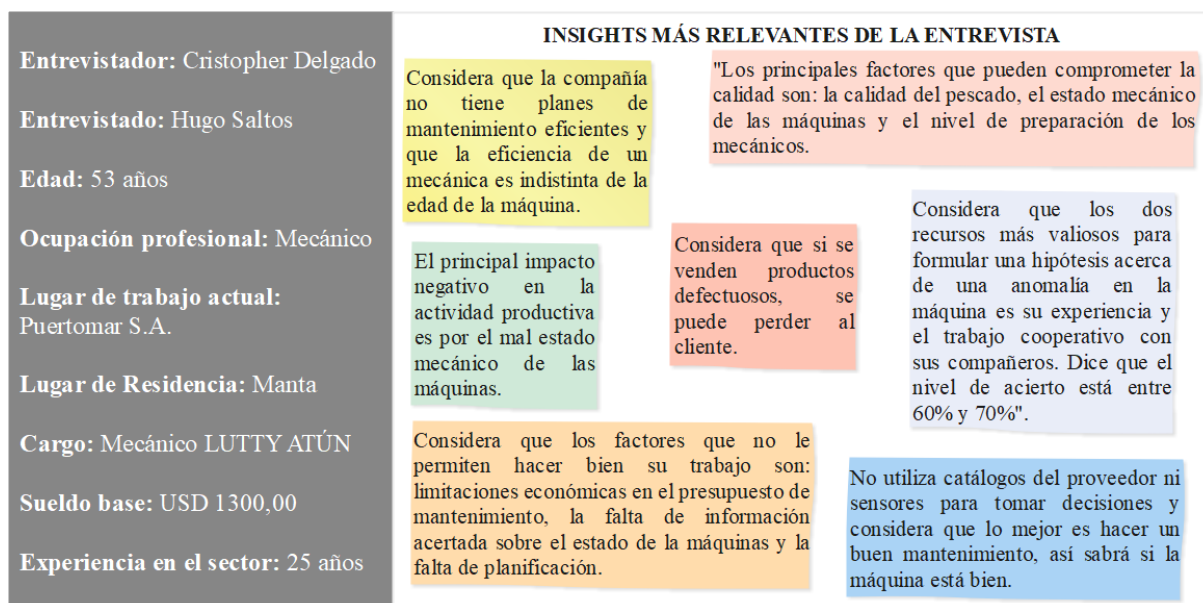 Entrevistador: Cristopher Delgado
Entrevistado: Hugo Saltos
Edad: 53 años
Ocupación profesional: Mecánico
Lugar de trabajo actual:
Puertomar S.A.
Lugar de Residencia: Manta
Cargo: Mecánico LUTTY ATÚN
Sueldo base: USD 1300,00
Experiencia en el sector: 25 años
INSIGHTS MÁS RELEVANTES DE LA ENTREVISTA
Considera que la compañía
no tiene planes de
mantenimiento eficientes y
que la eficiencia de un
mecánica es indistinta de la
edad de la máquina.
"Los principales factores que pueden comprometer la
calidad son: la calidad del pescado, el estado mecánico
de las máquinas y el nivel de preparación de los
mecánicos.
El principal impacto
negativo en la
actividad productiva
es por el mal estado
mecánico de las
máquinas.
Considera que si se
venden productos
defectuosos, se
puede perder al
cliente.
Considera que los dos
recursos más valiosos para
formular una hipótesis acerca
de una anomalía en la
máquina es su experiencia y
el trabajo cooperativo con
sus compañeros. Dice que el
nivel de acierto está entre
60% y 70%".
Considera que los factores que no le
permiten hacer bien su trabajo son:
limitaciones económicas en el presupuesto de
mantenimiento, la falta de información
acertada sobre el estado de la máquinas y la
falta de planificación.
No utiliza catálogos del proveedor ni
sensores para tomar decisiones y
considera que lo mejor es hacer un
buen mantenimiento, así sabrá si la
máquina está bien.